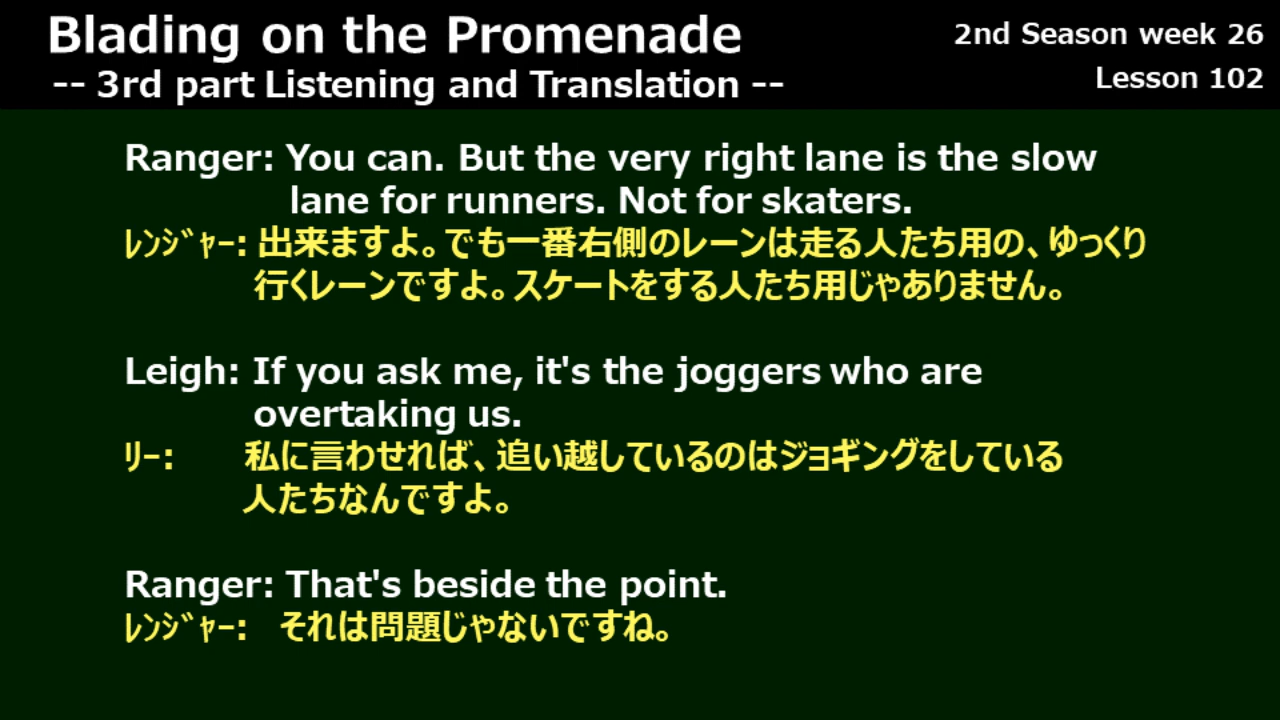 Blading on the Promenade
-- 3rd part Listening and Translation --
2nd Season week 26
Lesson 102
Ranger: You can. But the very right lane is the slow
lane for runners. Not for skaters.
ﾚﾝｼﾞｬｰ: 出来ますよ。でも一番右側のレーンは走る人たち用の、ゆっくり
行くレーンですよ。スケートをする人たち用じゃありません。
Leigh: If you ask me, it's the joggers who are
overtaking us.
ﾘｰ: 私に言わせれば、追い越しているのはジョギングをしている
人たちなんですよ。
Ranger: That's beside the point.
ﾚﾝｼﾞｬｰ: それは問題じゃないですね。